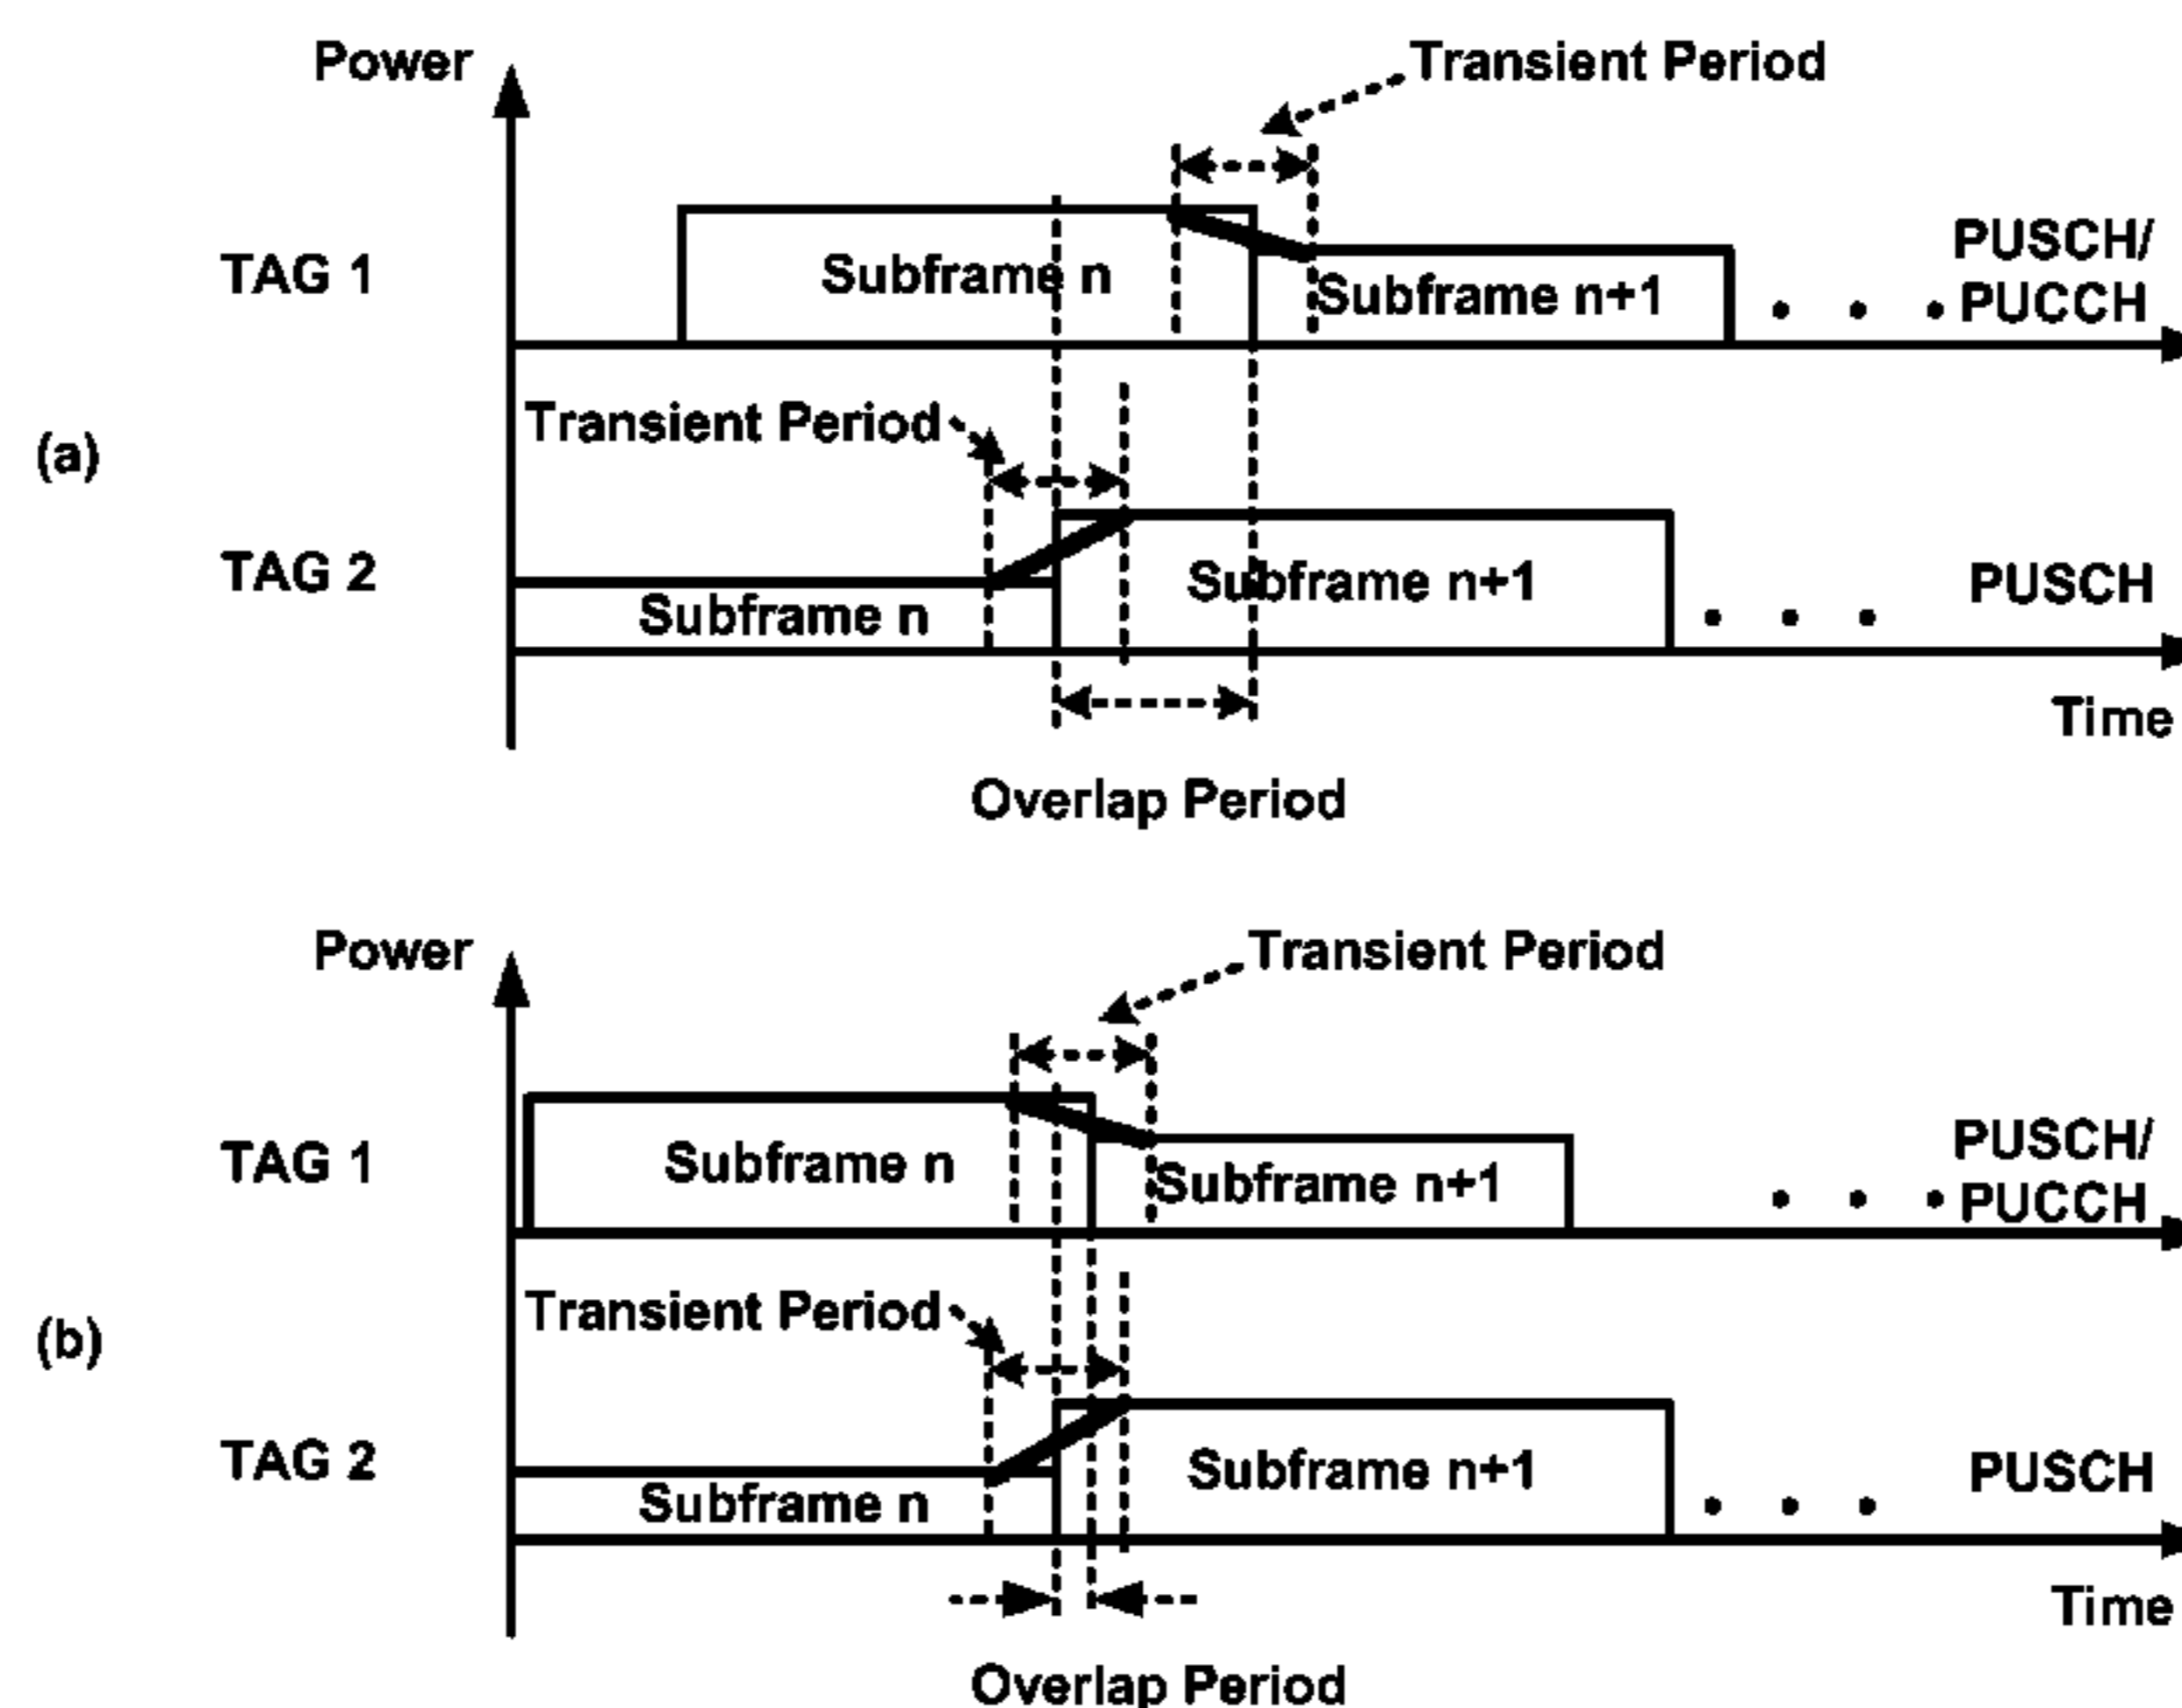 Power
Transient Period
TAG 1
Subframe n
Subframe n+1
PUSCH/
PUCCH
Transient Period
(a)
TAG 2
Subframe n
Subframe n+1
PUSCH
Time
Overlap Period
Power
Transient Period
TAG 1
Subframe n
Subframe n+1
PUSCH/
PUCCH
Transient Period
(b)
TAG 2
Subframe n
Subframe n+1
PUSCH
Time
Overlap Period